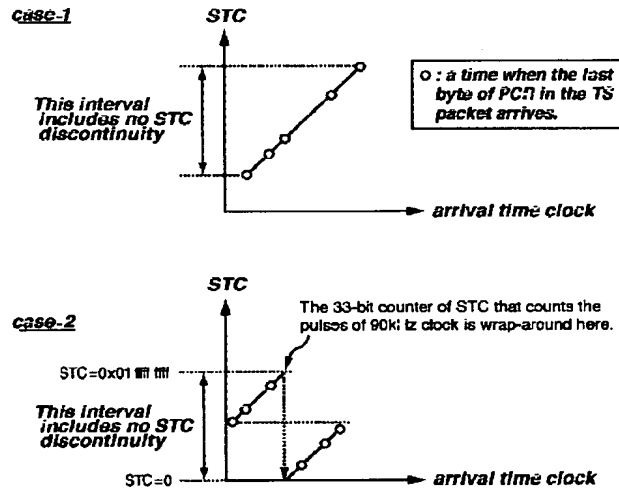 case-1
STC
This interval
includes no STC
discontinuity
o : a time when the last
byte of PCR in the TS
packet arrives.
arrival time clock
STC
case-2
The 33-bit counter of STC that counts the
pulses of 90kHz clock is wrap-around here.
STC=0x01 ffff ffff
This interval
includes no STC
discontinuity
STC=0
arrival time clock